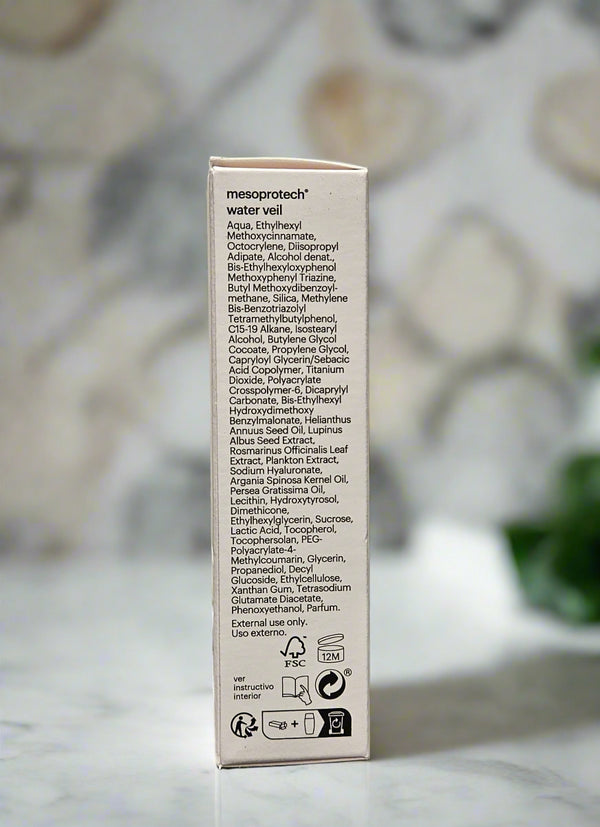 mesoprotech®
water veil
Aqua, Ethylhexyl
Methoxycinnamate,
Octocrylene, Diisopropyl
Adipate, Alcohol denat.,
Bis-Ethylhexyloxyphenol
Methoxyphenyl Triazine,
Butyl Methoxydibenzoyl-
methane, Silica, Methylene
Bis-Benzotriazolyl
Tetramethylbutylphenol,
C15-19 Alkane, Isostearyl
Alcohol, Butylene Glycol
Cocoate, Propylene Glycol,
Capryloyl Glycerin/Sebacic
Acid Copolymer, Titanium
Dioxide, Polyacrylate
Crosspolymer-6, Dicaprylyl
Carbonate, Bis-Ethylhexyl
Hydroxydimethoxy
Benzylmalonate, Helianthus
Annuus Seed Oil, Lupinus
Albus Seed Extract,
Rosmarinus Officinalis Leaf
Extract, Plankton Extract,
Sodium Hyaluronate,
Argania Spinosa Kernel Oil,
Persea Gratissima Oil,
Lecithin, Hydroxytyrosol,
Dimethicone,
Ethylhexylglycerin, Sucrose,
Lactic Acid, Tocopherol,
Tocophersolan, PEG-
Polyacrylate-4-
Methylcoumarin, Glycerin,
Propanediol, Decyl
Glucoside, Ethylcellulose,
Xanthan Gum, Tetrasodium
Glutamate Diacetate,
Phenoxyethanol, Parfum.
External use only.
Uso externo.
FSC
12M
ver
instructivo
interior
®
+